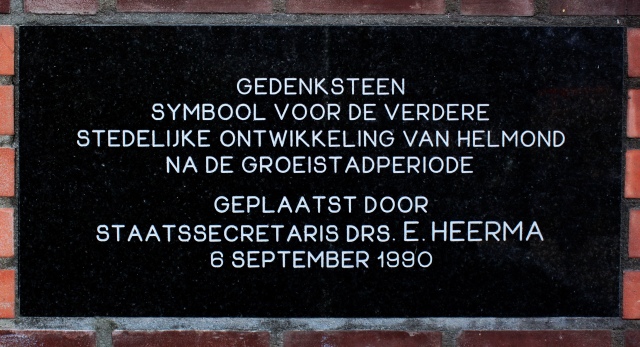 GEDENKSTEEN
SYMBOOL VOOR DE VERDERE
STEDELIJKE ONTWIKKELING VAN HELMOND
NA DE GROEISTADPERIODE
GEPLAATST DOOR
STAATSSECRETARIS DRS. E. HEERMA
6 SEPTEMBER 1990